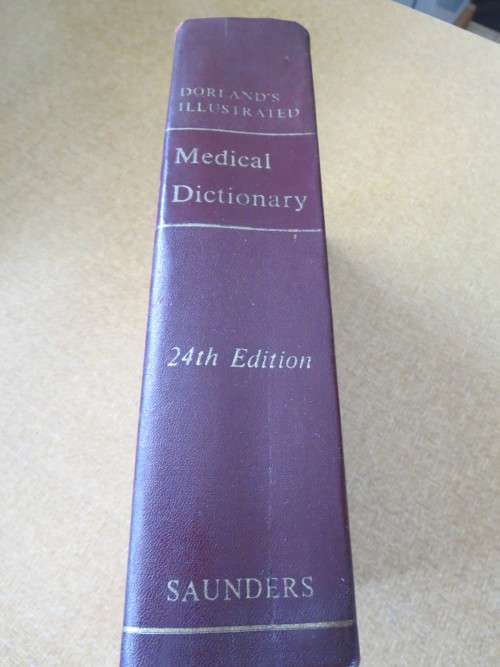 DORLAND'S
ILLUSTRATED
Medical
Dictionary
24th Edition
SAUNDERS